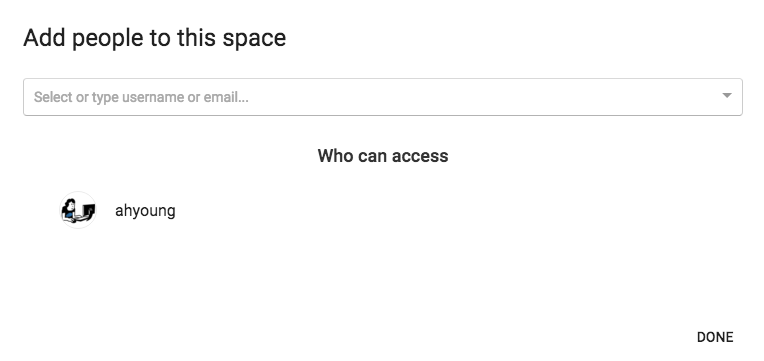 Add people to this space
Select or type username or email...
Who can access
ahyoung
DONE